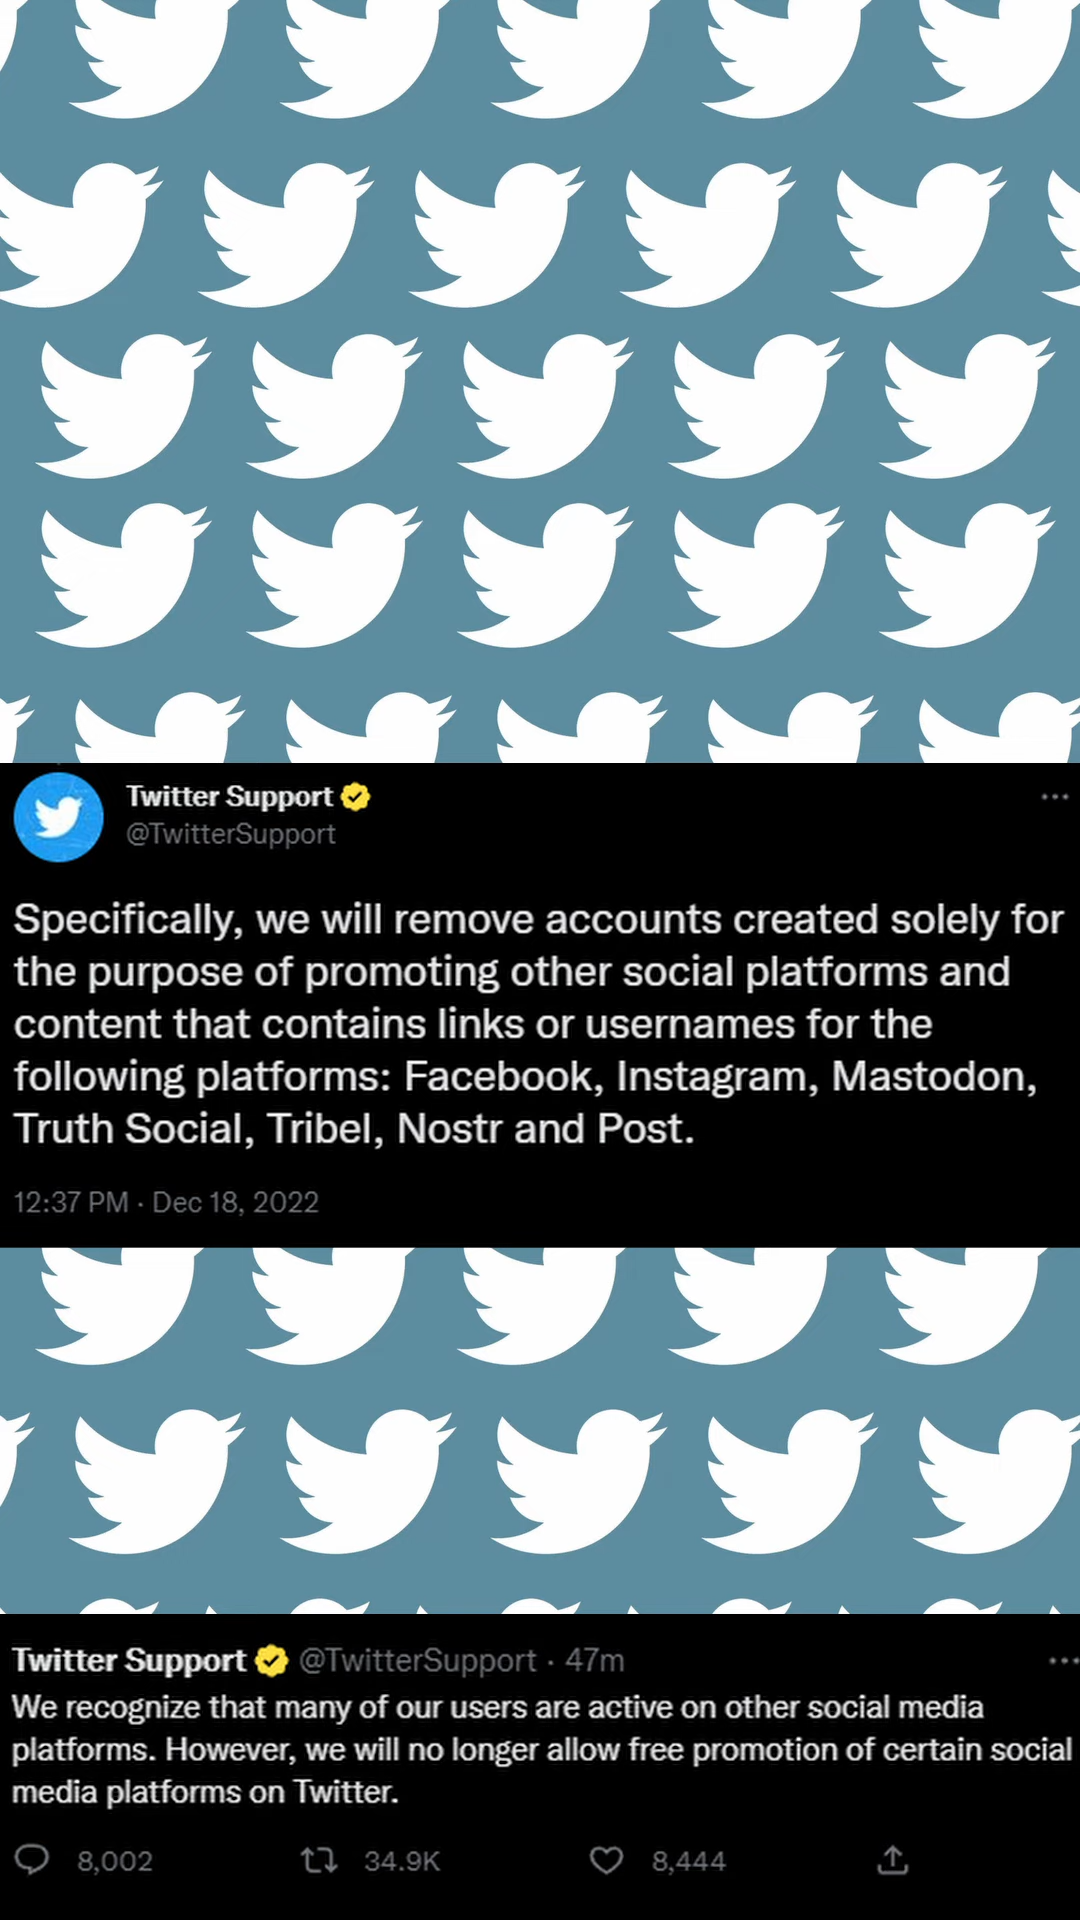 Twitter Support
@TwitterSupport
Specifically, we will remove accounts created solely for
the purpose of promoting other social platforms and
content that contains links or usernames for the
following platforms: Facebook, Instagram, Mastodon,
Truth Social, Tribel, Nostr and Post.
12:37 PM · Dec 18, 2022
Twitter Support @TwitterSupport · 47m
We recognize that many of our users are active on other social media
platforms. However, we will no longer allow free promotion of certain social
media platforms on Twitter.
8,002 34.9K 8,444